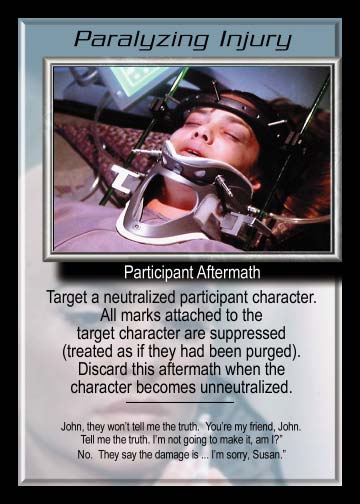 Paralyzing Injury
Participant Aftermath
Target a neutralized participant character.
All marks attached to the
target character are suppressed
(treated as if they had been purged).
Discard this aftermath when the
character becomes unneutralized.
John, they won't tell me the truth. You're my friend, John.
Tell me the truth. I'm not going to make it, am I?"
No. They say the damage is ... I'm sorry, Susan."